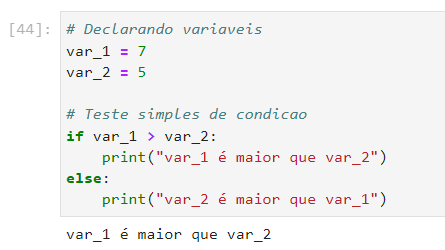 [44]:
# Declarando variaveis
var_1 = 7
var_2 = 5

# Teste simples de condicao
if var_1 > var_2:
    print("var_1 é maior que var_2")
else:
    print("var_2 é maior que var_1")
var_1 é maior que var_2